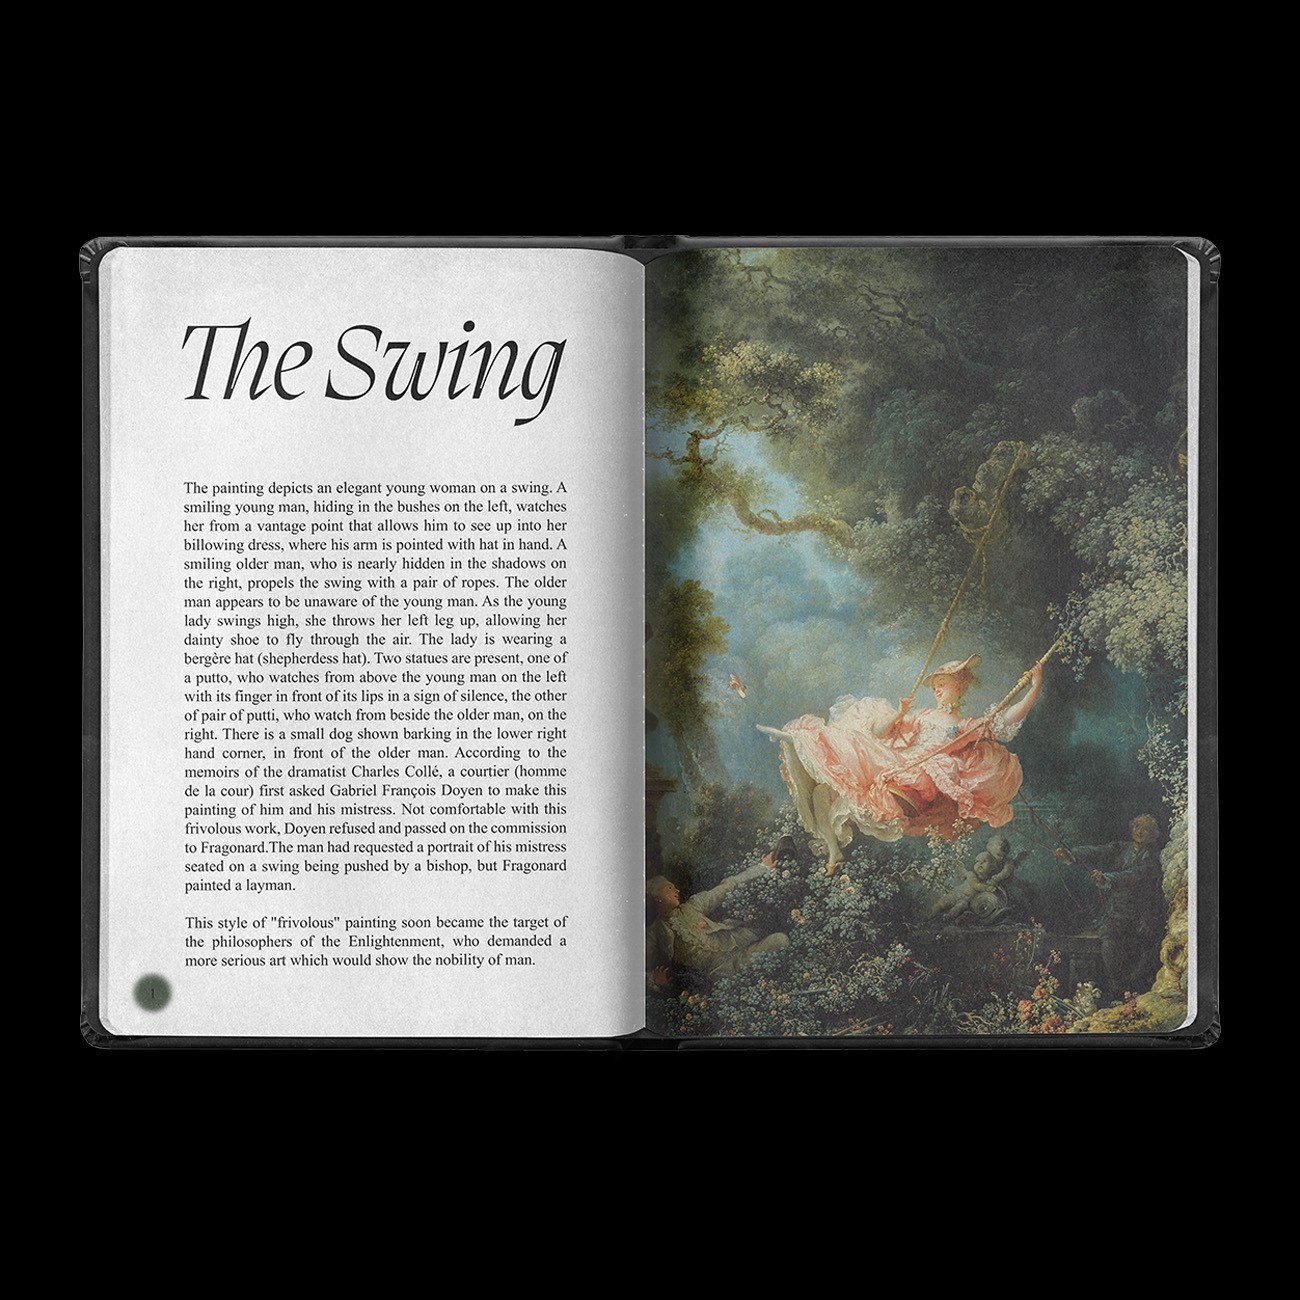 The Swing
The painting depicts an elegant young woman on a swing. A
smiling young man, hiding in the bushes on the left, watches
her from a vantage point that allows him to see up into her
billowing dress, where his arm is pointed with hat in hand. A
smiling older man, who is nearly hidden in the shadows on
the right, propels the swing with a pair of ropes. The older
man appears to be unaware of the young man. As the young
lady swings high, she throws her left leg up, allowing her
dainty shoe to fly through the air. The lady is wearing a
bergère hat (shepherdess hat). Two statues are present, one of
a putto, who watches from above the young man on the left
with its finger in front of its lips in a sign of silence, the other
of pair of putti, who watch from beside the older man, on the
right. There is a small dog shown barking in the lower right
hand corner, in front of the older man. According to the
memoirs of the dramatist Charles Collé, a courtier (homme
de la cour) first asked Gabriel François Doyen to make this
painting of him and his mistress. Not comfortable with this
frivolous work, Doyen refused and passed on the commission
to Fragonard.The man had requested a portrait of his mistress
seated on a swing being pushed by a bishop, but Fragonard
painted a layman.
This style of "frivolous" painting soon became the target of
the philosophers of the Enlightenment, who demanded a
more serious art which would show the nobility of man.
1